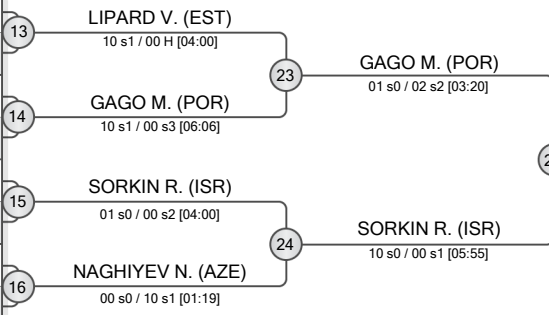 13
LIPARD V. (EST)
10 s1 / 00 H [04:00]
23
GAGO M. (POR)
01 s0 / 02 s2 [03:20]
14
GAGO M. (POR)
10 s1 / 00 s3 [06:06]
15
SORKIN R. (ISR)
01 s0 / 00 s2 [04:00]
24
SORKIN R. (ISR)
10 s0 / 00 s1 [05:55]
16
NAGHIYEV N. (AZE)
00 s0 / 10 s1 [01:19]